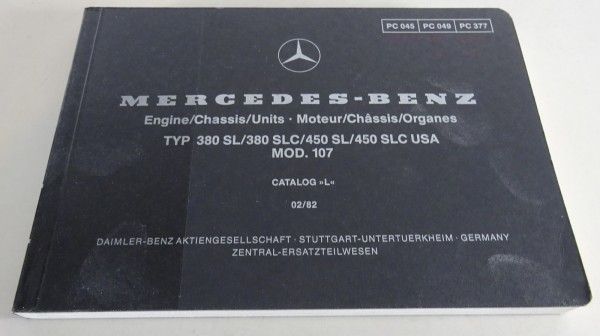 PC 045 PC 049 PC 377
MERCEDES-BENZ
Engine/Chassis/Units · Moteur/Châssis/Organes
TYP 380 SL/380 SLC/450 SL/450 SLC USA
MOD. 107
CATALOG »L«
02/82
DAIMLER-BENZ AKTIENGESELLSCHAFT · STUTTGART-UNTERTUERKHEIM · GERMANY
ZENTRAL-ERSATZTEILWESEN